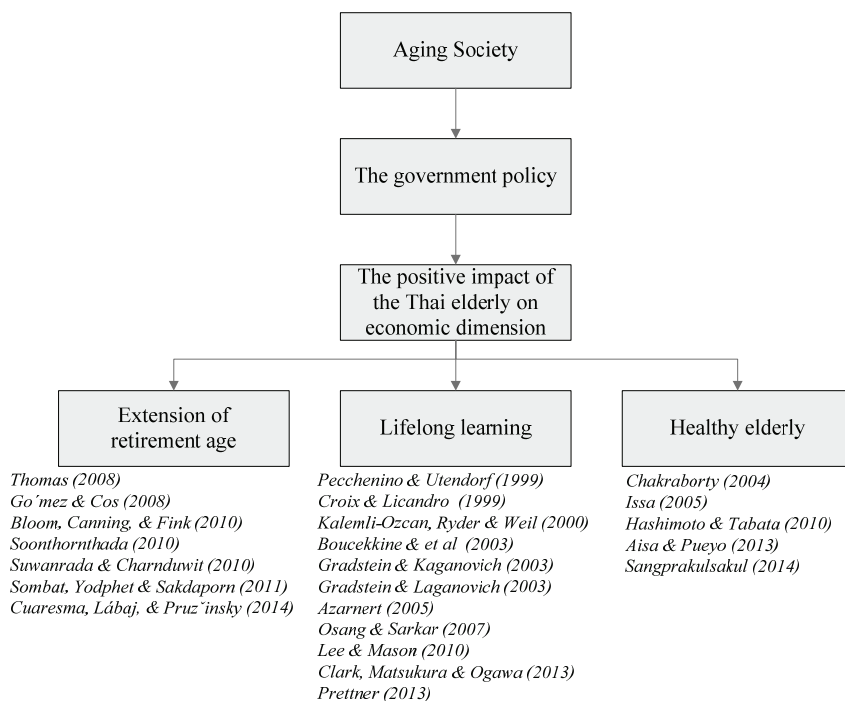 Aging Society
The government policy
The positive impact of
the Thai elderly on
economic dimension
Extension of
retirement age
Thomas (2008)
Go´mez & Cos (2008)
Bloom, Canning, & Fink (2010)
Soonthornthada (2010)
Suwanrada & Charnduwit (2010)
Sombat, Yodphet & Sakdaporn (2011)
Cuaresma, Lábaj, & Pruzˇinsky (2014)
Lifelong learning
Pecchenino & Utendorf (1999)
Croix & Licandro (1999)
Kalemli-Ozcan, Ryder & Weil (2000)
Boucekkine & et al (2003)
Gradstein & Kaganovich (2003)
Gradstein & Laganovich (2003)
Azarnert (2005)
Osang & Sarkar (2007)
Lee & Mason (2010)
Clark, Matsukura & Ogawa (2013)
Prettner (2013)
Healthy elderly
Chakraborty (2004)
Issa (2005)
Hashimoto & Tabata (2010)
Aisa & Pueyo (2013)
Sangprakulsakul (2014)